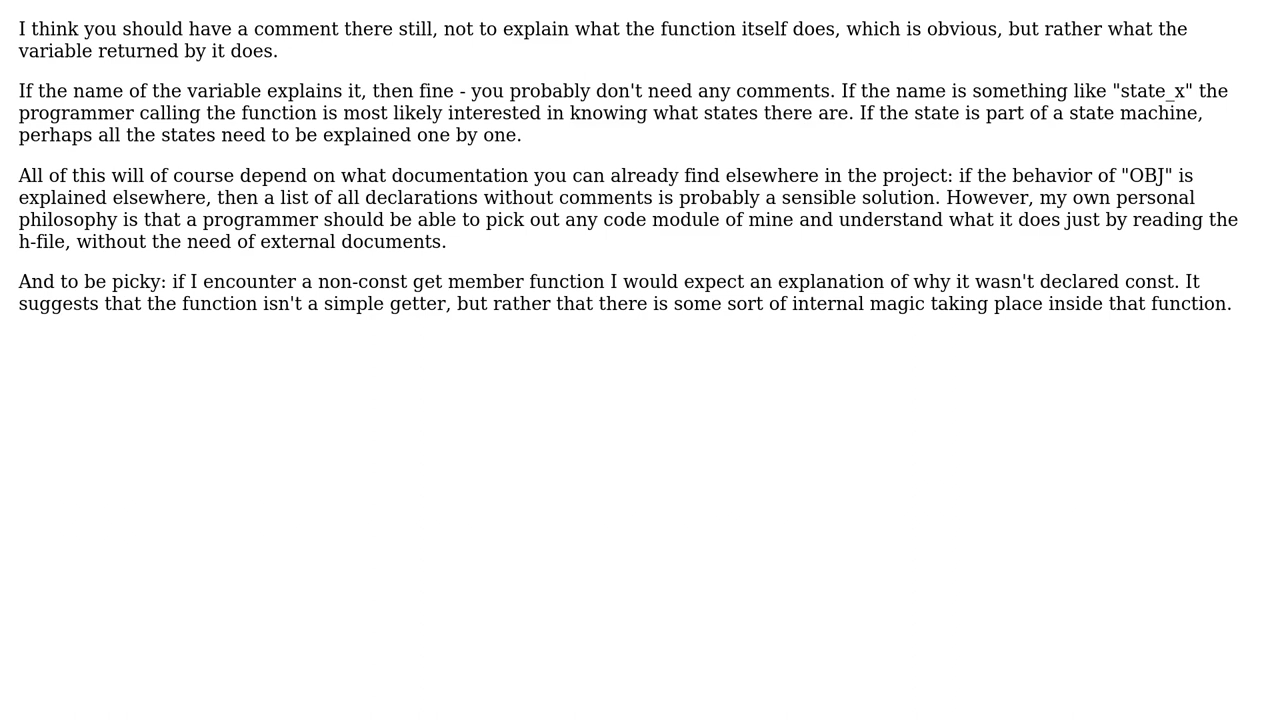 I think you should have a comment there still, not to explain what the function itself does, which is obvious, but rather what the
variable returned by it does.
If the name of the variable explains it, then fine - you probably don't need any comments. If the name is something like "state_x" the
programmer calling the function is most likely interested in knowing what states there are. If the state is part of a state machine,
perhaps all the states need to be explained one by one.
All of this will of course depend on what documentation you can already find elsewhere in the project: if the behavior of "OBJ" is
explained elsewhere, then a list of all declarations without comments is probably a sensible solution. However, my own personal
philosophy is that a programmer should be able to pick out any code module of mine and understand what it does just by reading the
h-file, without the need of external documents.
And to be picky: if I encounter a non-const get member function I would expect an explanation of why it wasn't declared const. It
suggests that the function isn't a simple getter, but rather that there is some sort of internal magic taking place inside that function.